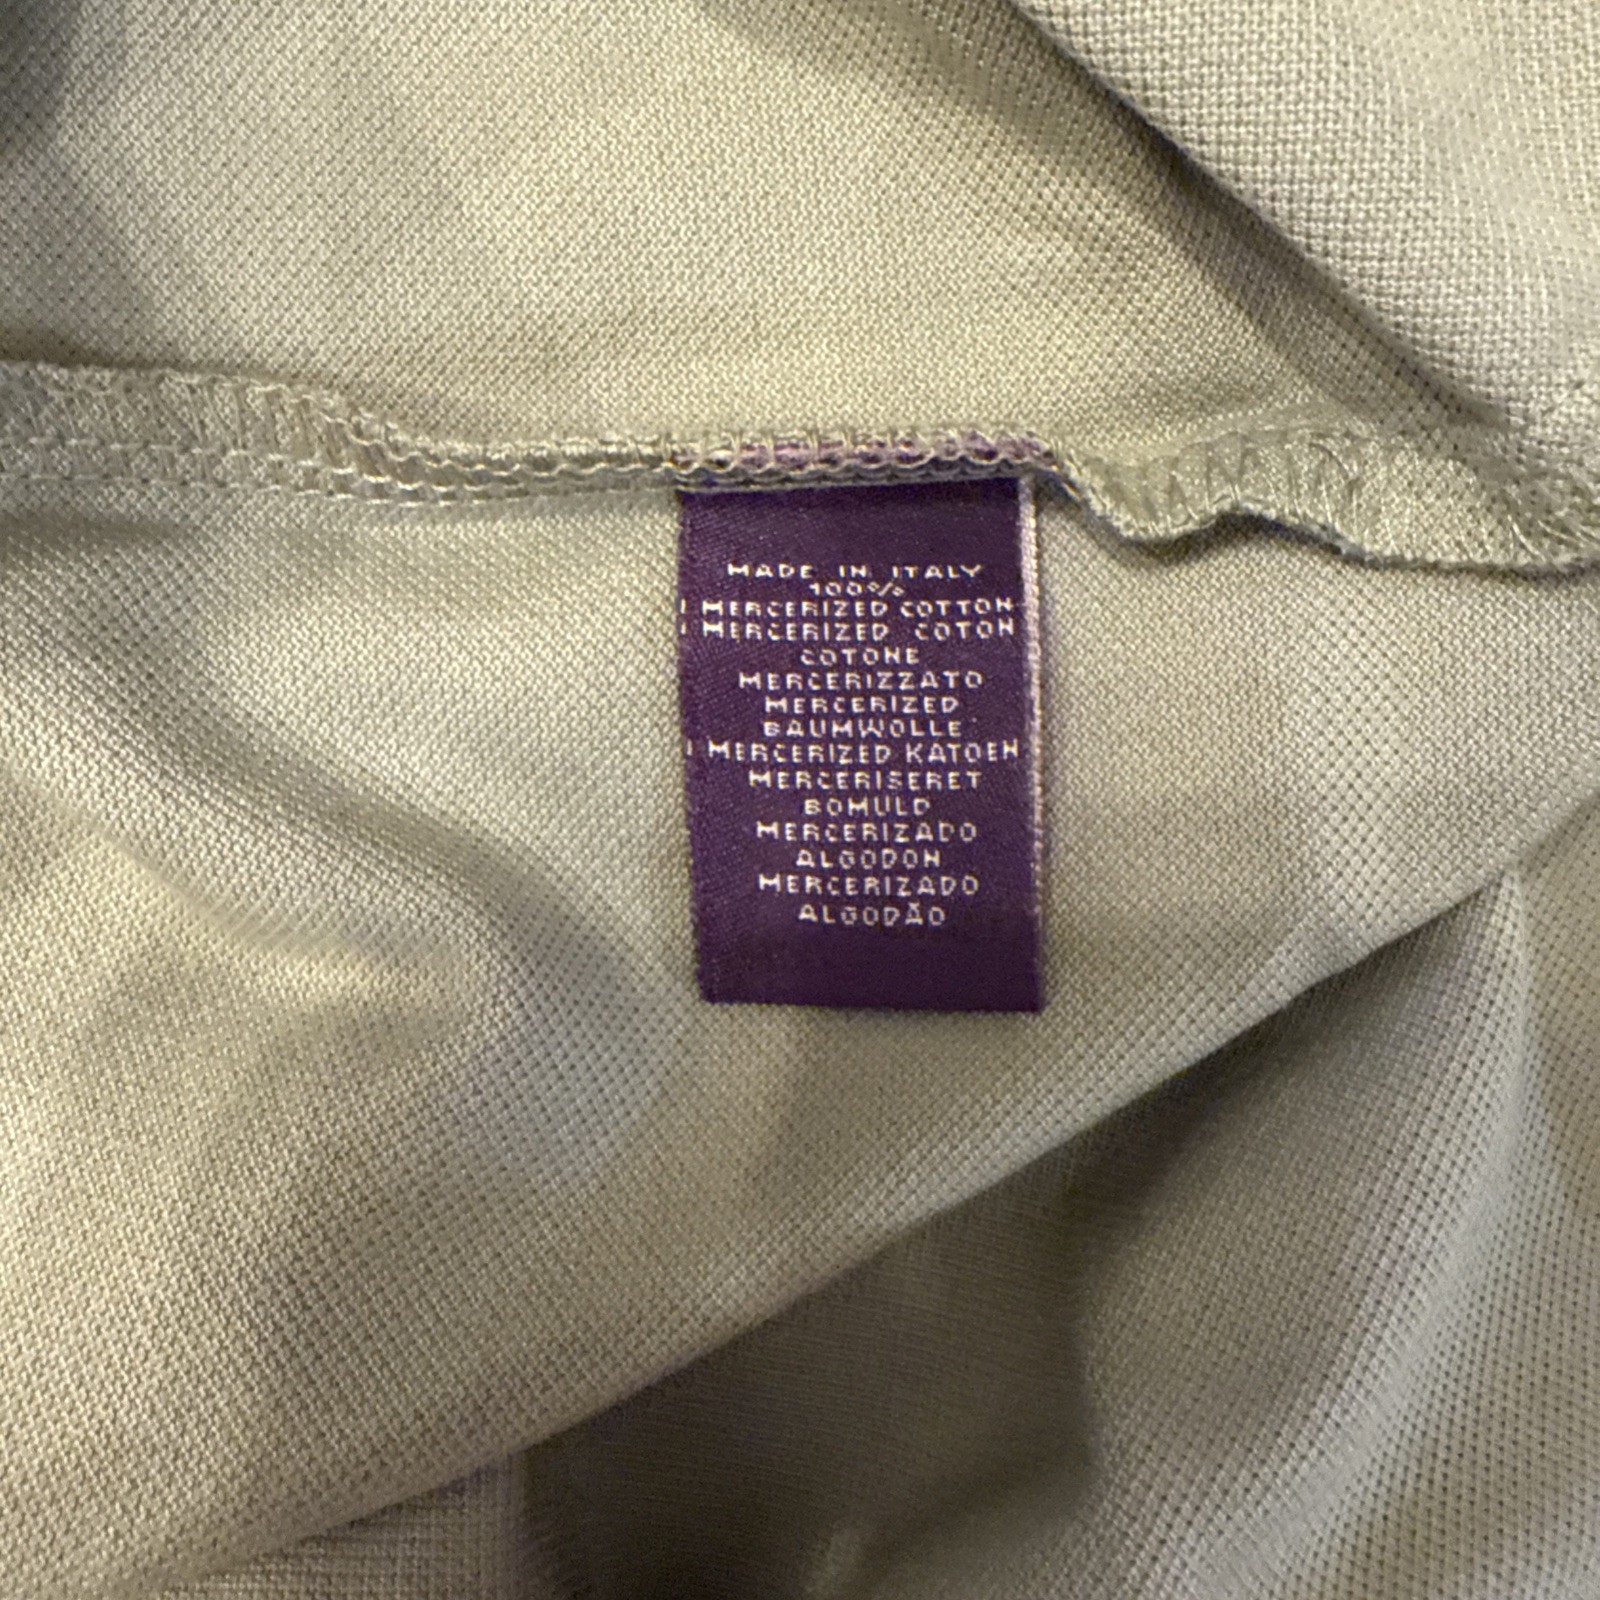 MADE IN ITALY
100%
MERCERIZED COTTON
MERCERIZED COTON
COTONE
MERCERIZZATO
MERCERIZED
BAUMWOLLE
MERCERIZED KATOEN
MERCERISERET
BOMULD
MERCERIZADO
ALGODON
MERCERIZADO
ALGODÃO